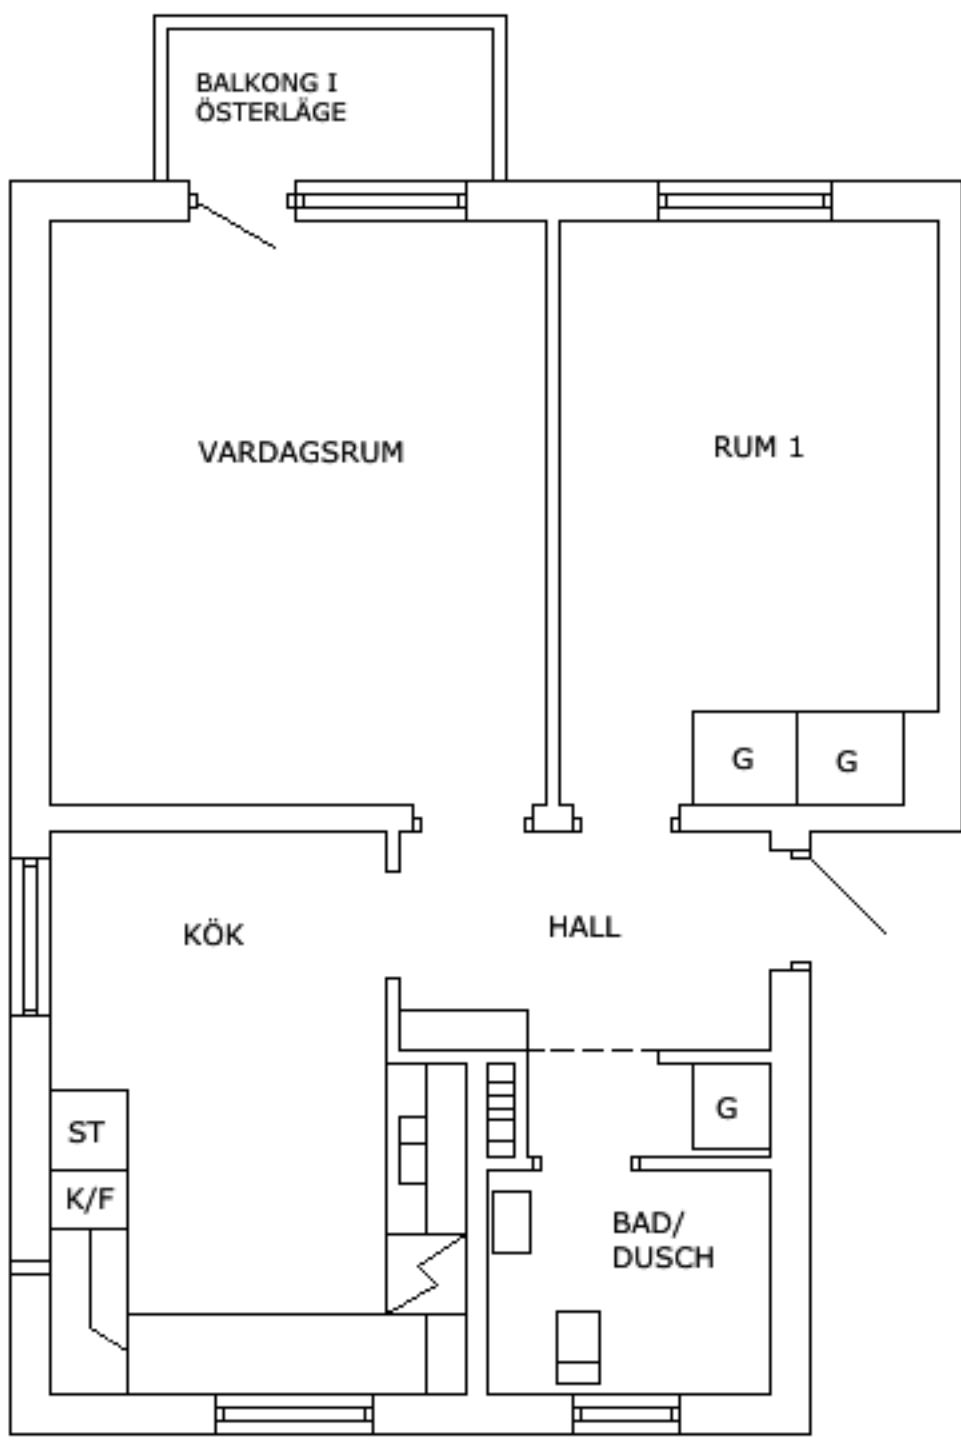 BALKONG I
ÖSTERLÄGE
VARDAGSRUM
RUM 1
G
G
KÖK
HALL
G
ST
K/F
BAD/
DUSCH